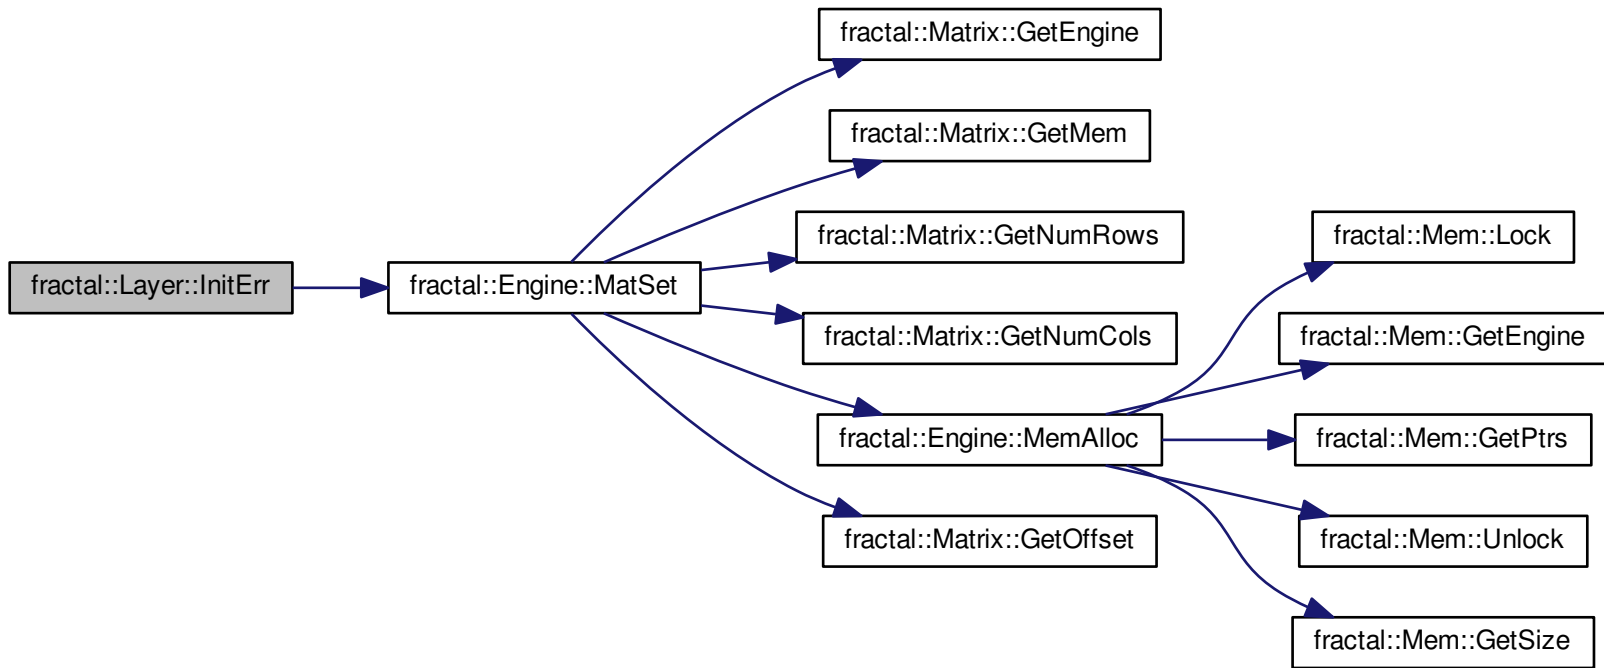 fractal::Layer::InitErr
fractal::Engine::MatSet
fractal::Matrix::GetEngine
fractal::Matrix::GetMem
fractal::Matrix::GetNumRows
fractal::Matrix::GetNumCols
fractal::Engine::MemAlloc
fractal::Matrix::GetOffset
fractal::Mem::Lock
fractal::Mem::GetEngine
fractal::Mem::GetPtrs
fractal::Mem::Unlock
fractal::Mem::GetSize